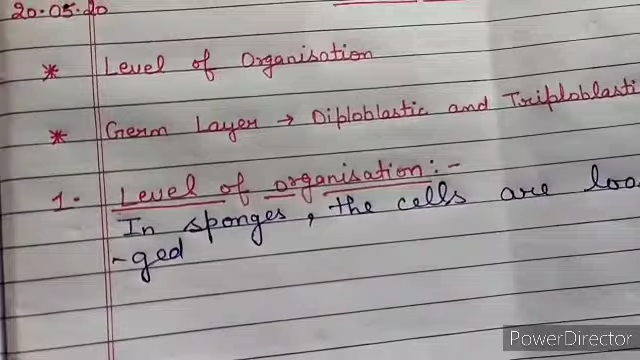 20.05.20
* Level of Organisation
* Germ Layer → Diploblastic and Triploblasti
1. Level of organisation:-
In sponges, the cells are loo
-ged
PowerDirector